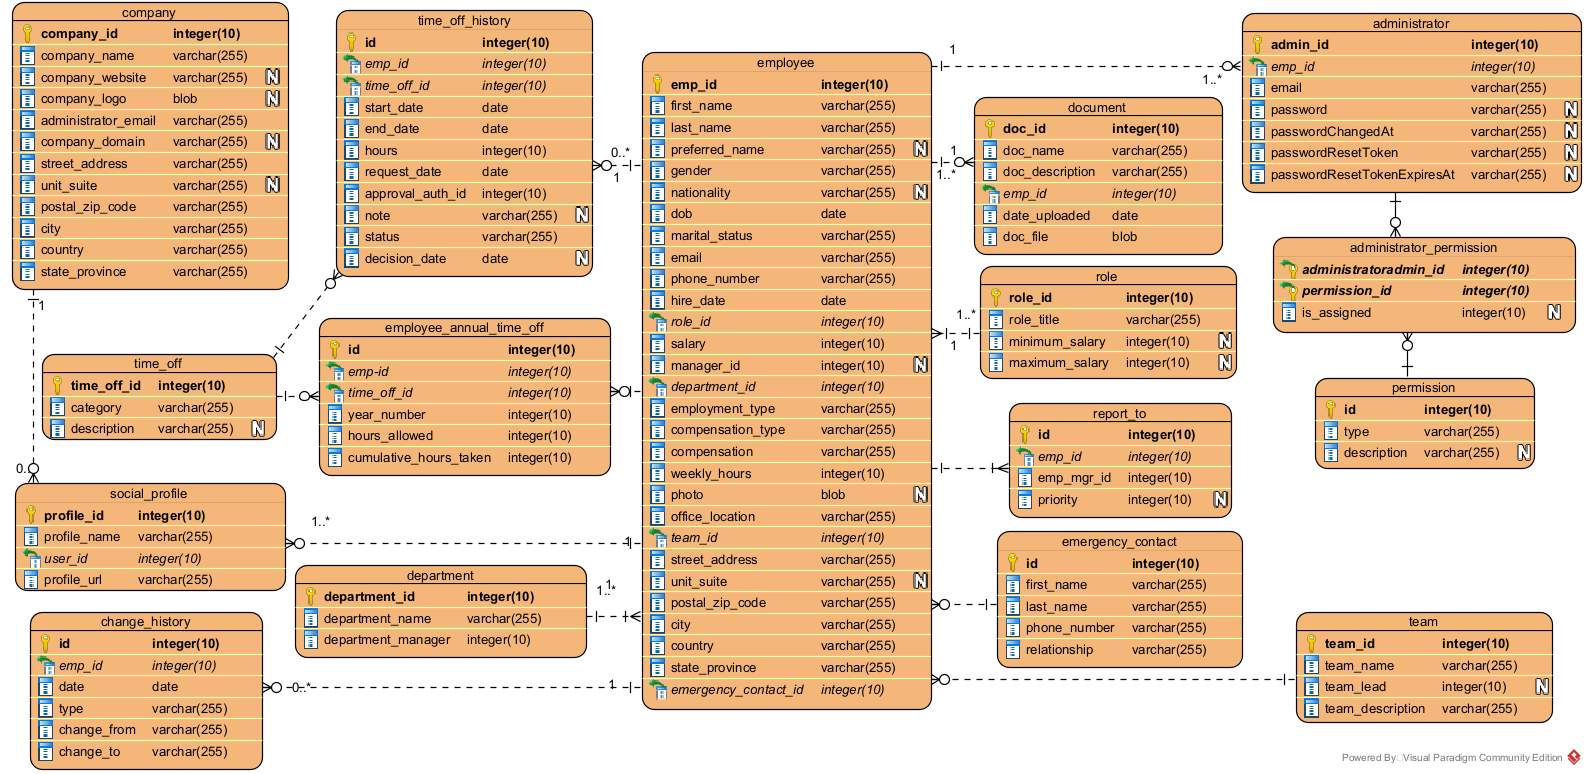 company
company_id integer(10)
company_name varchar(255)
company_website varchar(255) N
company_logo blob N
administrator_email varchar(255)
company_domain varchar(255) N
street_address varchar(255)
unit_suite varchar(255) N
postal_zip_code varchar(255)
city varchar(255)
country varchar(255)
state_province varchar(255)
1
0..
time_off_history
id integer(10)
emp_id integer(10)
time_off_id integer(10)
start_date date
end_date date
hours integer(10)
request_date date
approval_auth_id integer(10)
note varchar(255) N
status varchar(255)
decision_date date N
0..*
1
employee
emp_id integer(10)
first_name varchar(255)
last_name varchar(255)
preferred_name varchar(255) N
gender varchar(255)
nationality varchar(255) N
dob date
marital_status varchar(255)
email varchar(255)
phone_number varchar(255)
hire_date date
role_id integer(10)
salary integer(10)
manager_id integer(10) N
department_id integer(10)
employment_type varchar(255)
compensation_type varchar(255)
compensation varchar(255)
weekly_hours integer(10)
photo blob N
office_location varchar(255)
team_id integer(10)
street_address varchar(255)
unit_suite varchar(255) N
postal_zip_code varchar(255)
city varchar(255)
country varchar(255)
state_province varchar(255)
emergency_contact_id integer(10)
1
1..*
administrator
admin_id integer(10)
emp_id integer(10)
email varchar(255)
password varchar(255) N
passwordChangedAt varchar(255) N
passwordResetToken varchar(255) N
passwordResetTokenExpiresAt varchar(255) N
1
1..*
document
doc_id integer(10)
doc_name varchar(255)
doc_description varchar(255)
emp_id integer(10)
date_uploaded date
doc_file blob
administrator_permission
administratoradmin_id integer(10)
permission_id integer(10)
is_assigned integer(10) N
1..*
1
role
role_id integer(10)
role_title varchar(255)
minimum_salary integer(10) N
maximum_salary integer(10) N
time_off
time_off_id integer(10)
category varchar(255)
description varchar(255) N
employee_annual_time_off
id integer(10)
emp-id integer(10)
time_off_id integer(10)
year_number integer(10)
hours_allowed integer(10)
cumulative_hours_taken integer(10)
permission
id integer(10)
type varchar(255)
description varchar(255) N
report_to
id integer(10)
emp_id integer(10)
emp_mgr_id integer(10)
priority integer(10) N
social_profile
profile_id integer(10)
profile_name varchar(255)
user_id integer(10)
profile_url varchar(255)
1..*
1
emergency_contact
id integer(10)
first_name varchar(255)
last_name varchar(255)
phone_number varchar(255)
relationship varchar(255)
department
department_id integer(10)
department_name varchar(255)
department_manager integer(10)
1
1..*
change_history
id integer(10)
emp_id integer(10)
date date
type varchar(255)
change_from varchar(255)
change_to varchar(255)
0..*
1
team
team_id integer(10)
team_name varchar(255)
team_lead integer(10) N
team_description varchar(255)
Powered By Visual Paradigm Community Edition